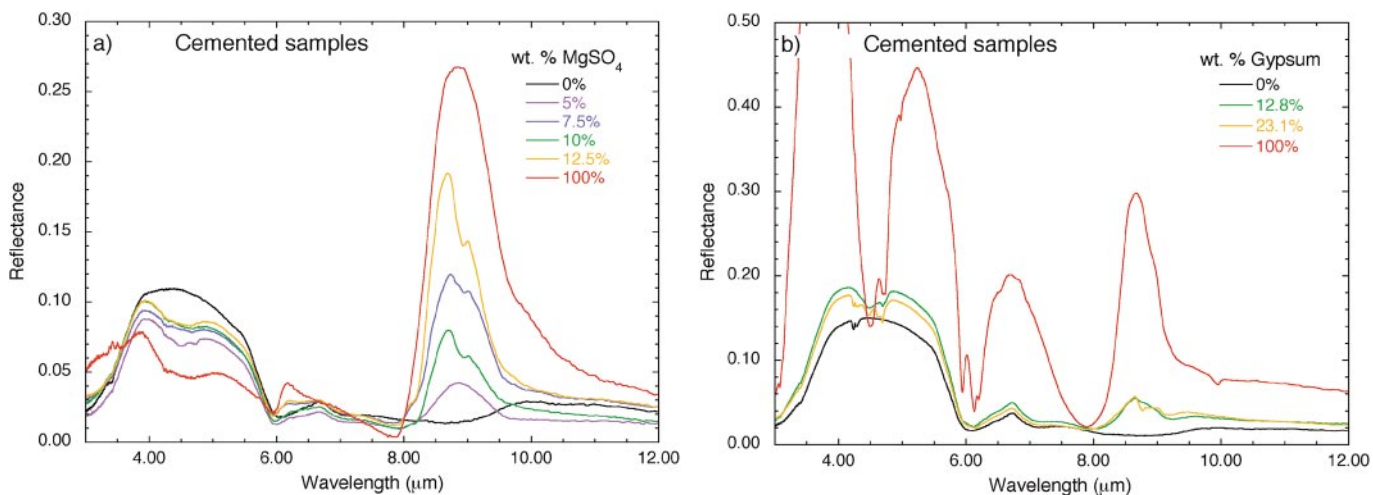 a) Cemented samples
wt. % MgSO4
0%
5%
7.5%
10%
12.5%
100%
Reflectance
0.30
0.25
0.20
0.15
0.10
0.05
0.00
4.00 6.00 8.00 10.00 12.00
Wavelength (μm)
b) Cemented samples
wt. % Gypsum
0%
12.8%
23.1%
100%
Reflectance
0.50
0.40
0.30
0.20
0.10
0.00
4.00 6.00 8.00 10.00 12.00
Wavelength (μm)